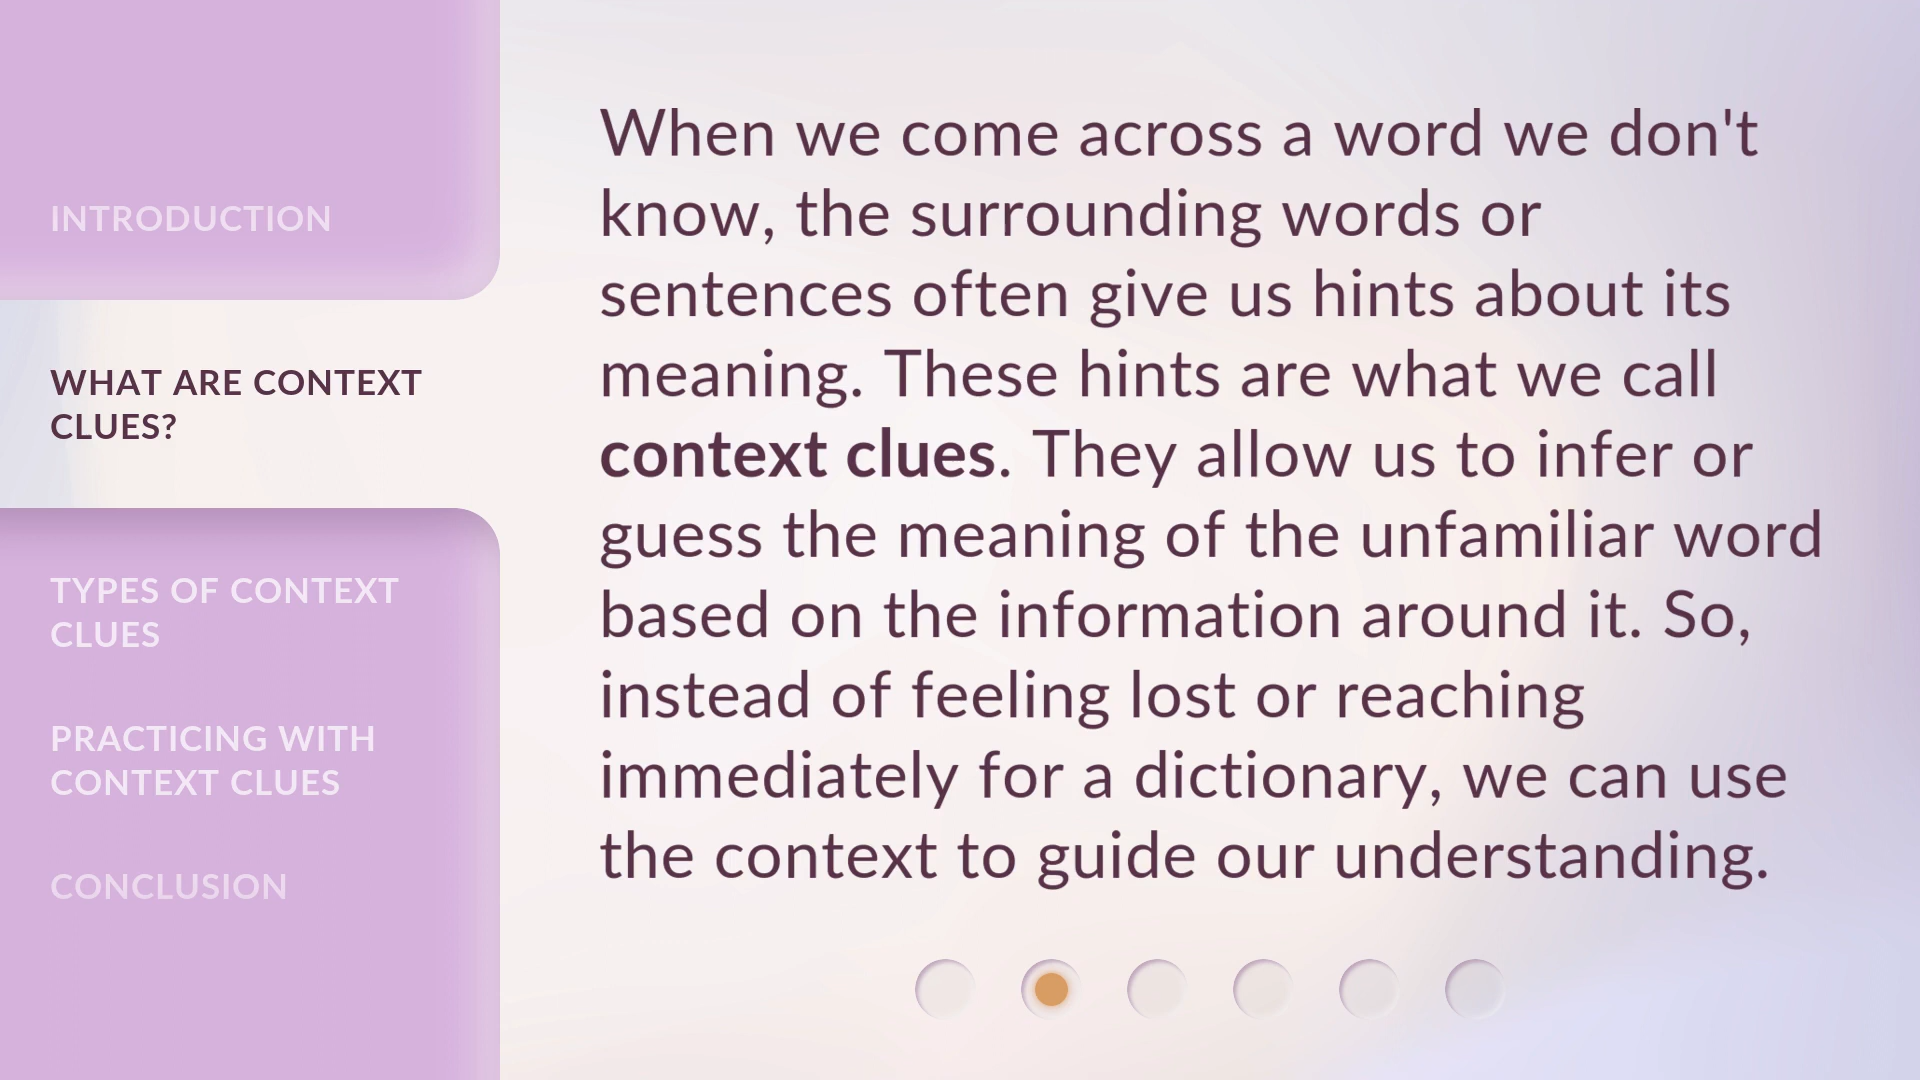 INTRODUCTION
WHAT ARE CONTEXT
CLUES?
TYPES OF CONTEXT
CLUES
PRACTICING WITH
CONTEXT CLUES
CONCLUSION
When we come across a word we don't
know, the surrounding words or
sentences often give us hints about its
meaning. These hints are what we call
context clues. They allow us to infer or
guess the meaning of the unfamiliar word
based on the information around it. So,
instead of feeling lost or reaching
immediately for a dictionary, we can use
the context to guide our understanding.